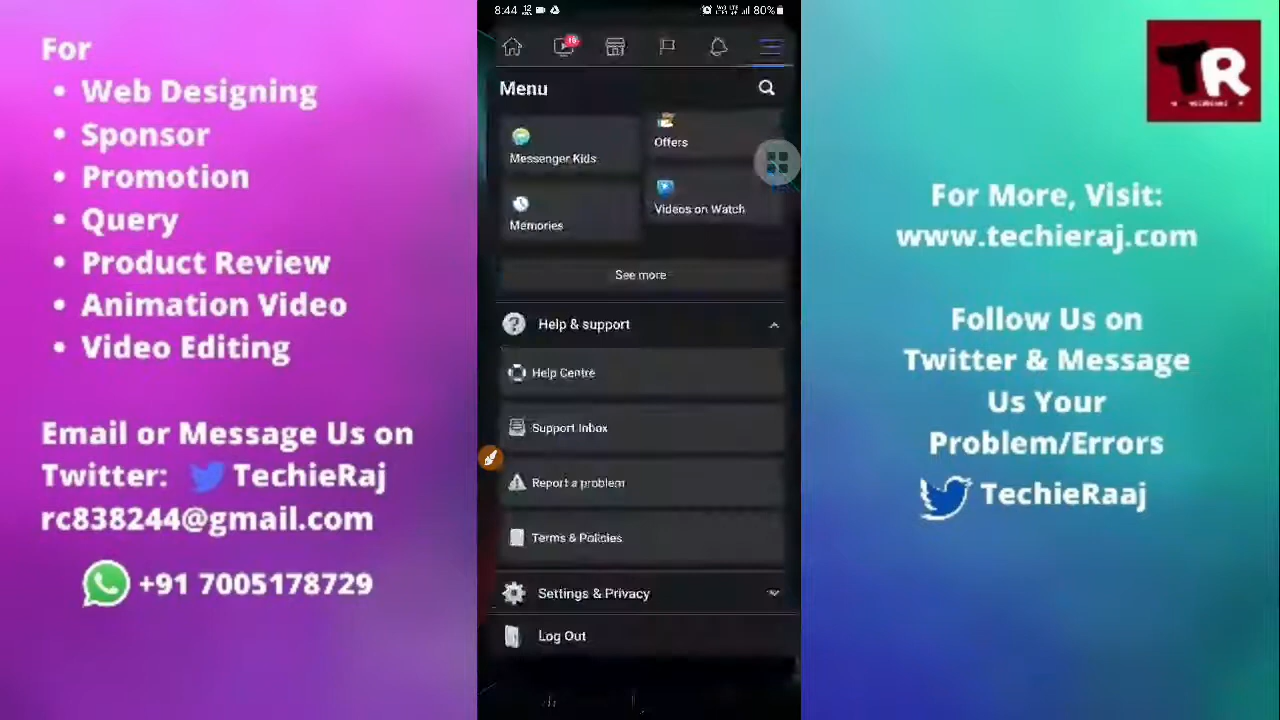 For
• Web Designing
• Sponsor
• Promotion
• Query
• Product Review
• Animation Video
• Video Editing
Email or Message Us on
Twitter: TechieRaj
rc838244@gmail.com
+91 7005178729
8:44 80%
Menu
Messenger Kids
Offers
Memories
Videos on Watch
See more
Help & support
Help Centre
Support Inbox
Report a problem
Terms & Policies
Settings & Privacy
Log Out
TR
For More, Visit:
www.techieraj.com
Follow Us on
Twitter & Message
Us Your
Problem/Errors
TechieRaaj